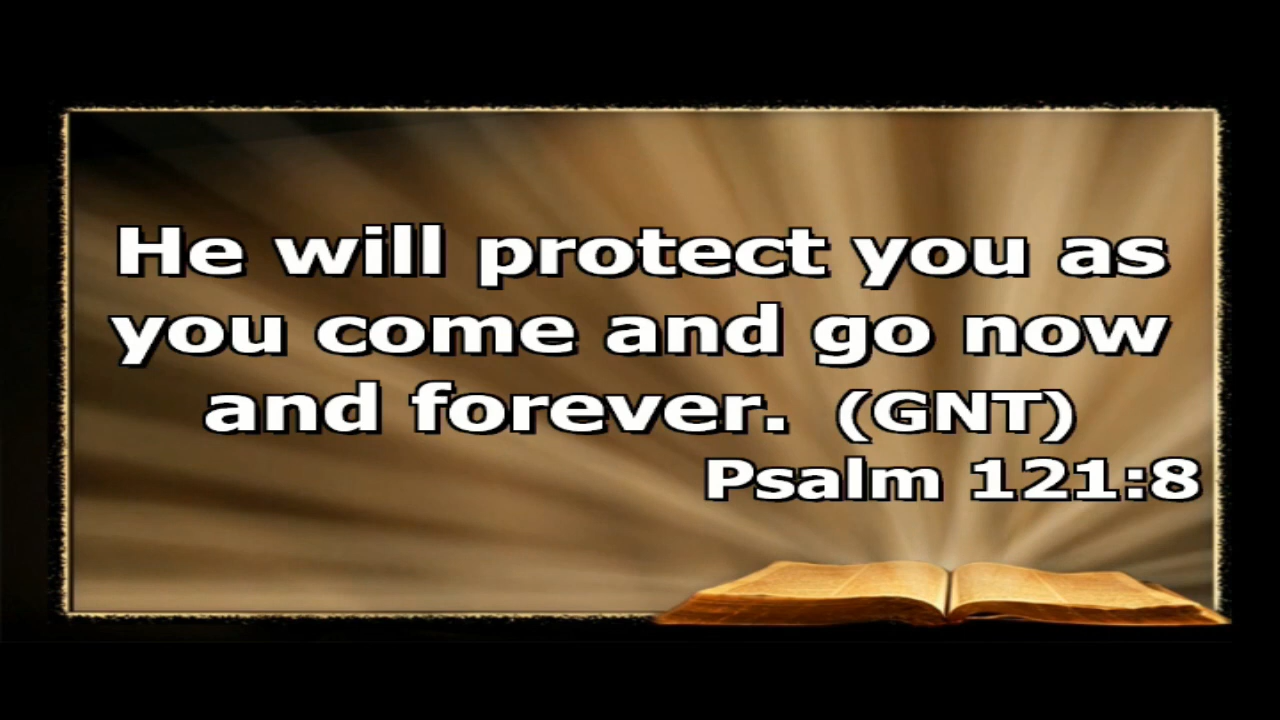 He will protect you as
you come and go now
and forever. (GNT)
Psalm 121:8